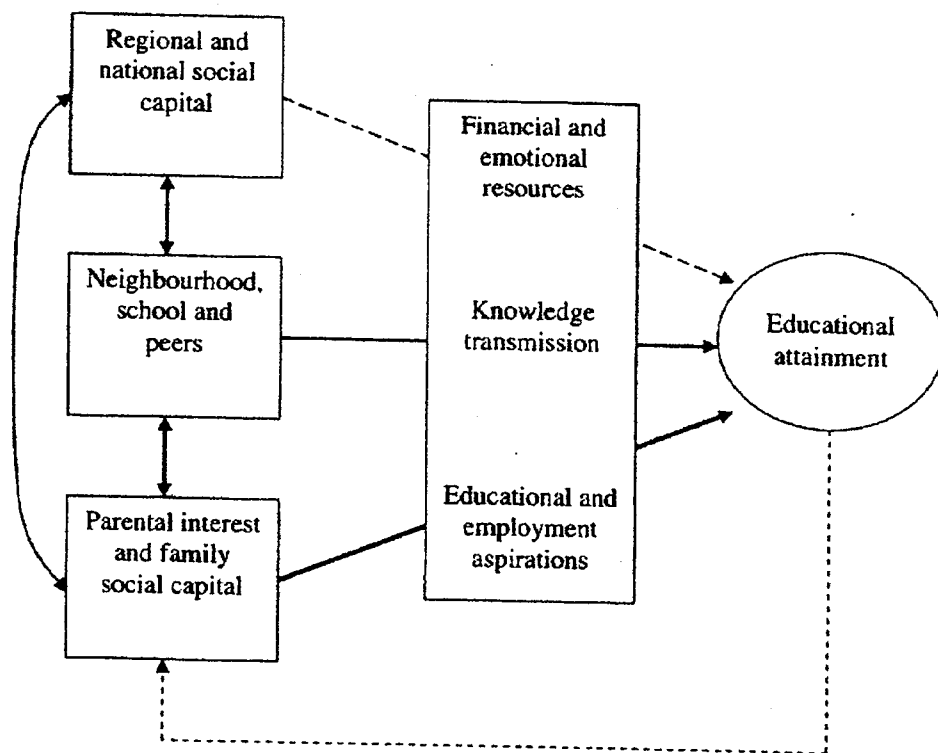 Regional and
national social
capital
Financial and
emotional
resources
Neighbourhood,
school and
peers
Knowledge
transmission
Educational
attainment
Parental interest
and family
social capital
Educational and
employment
aspirations